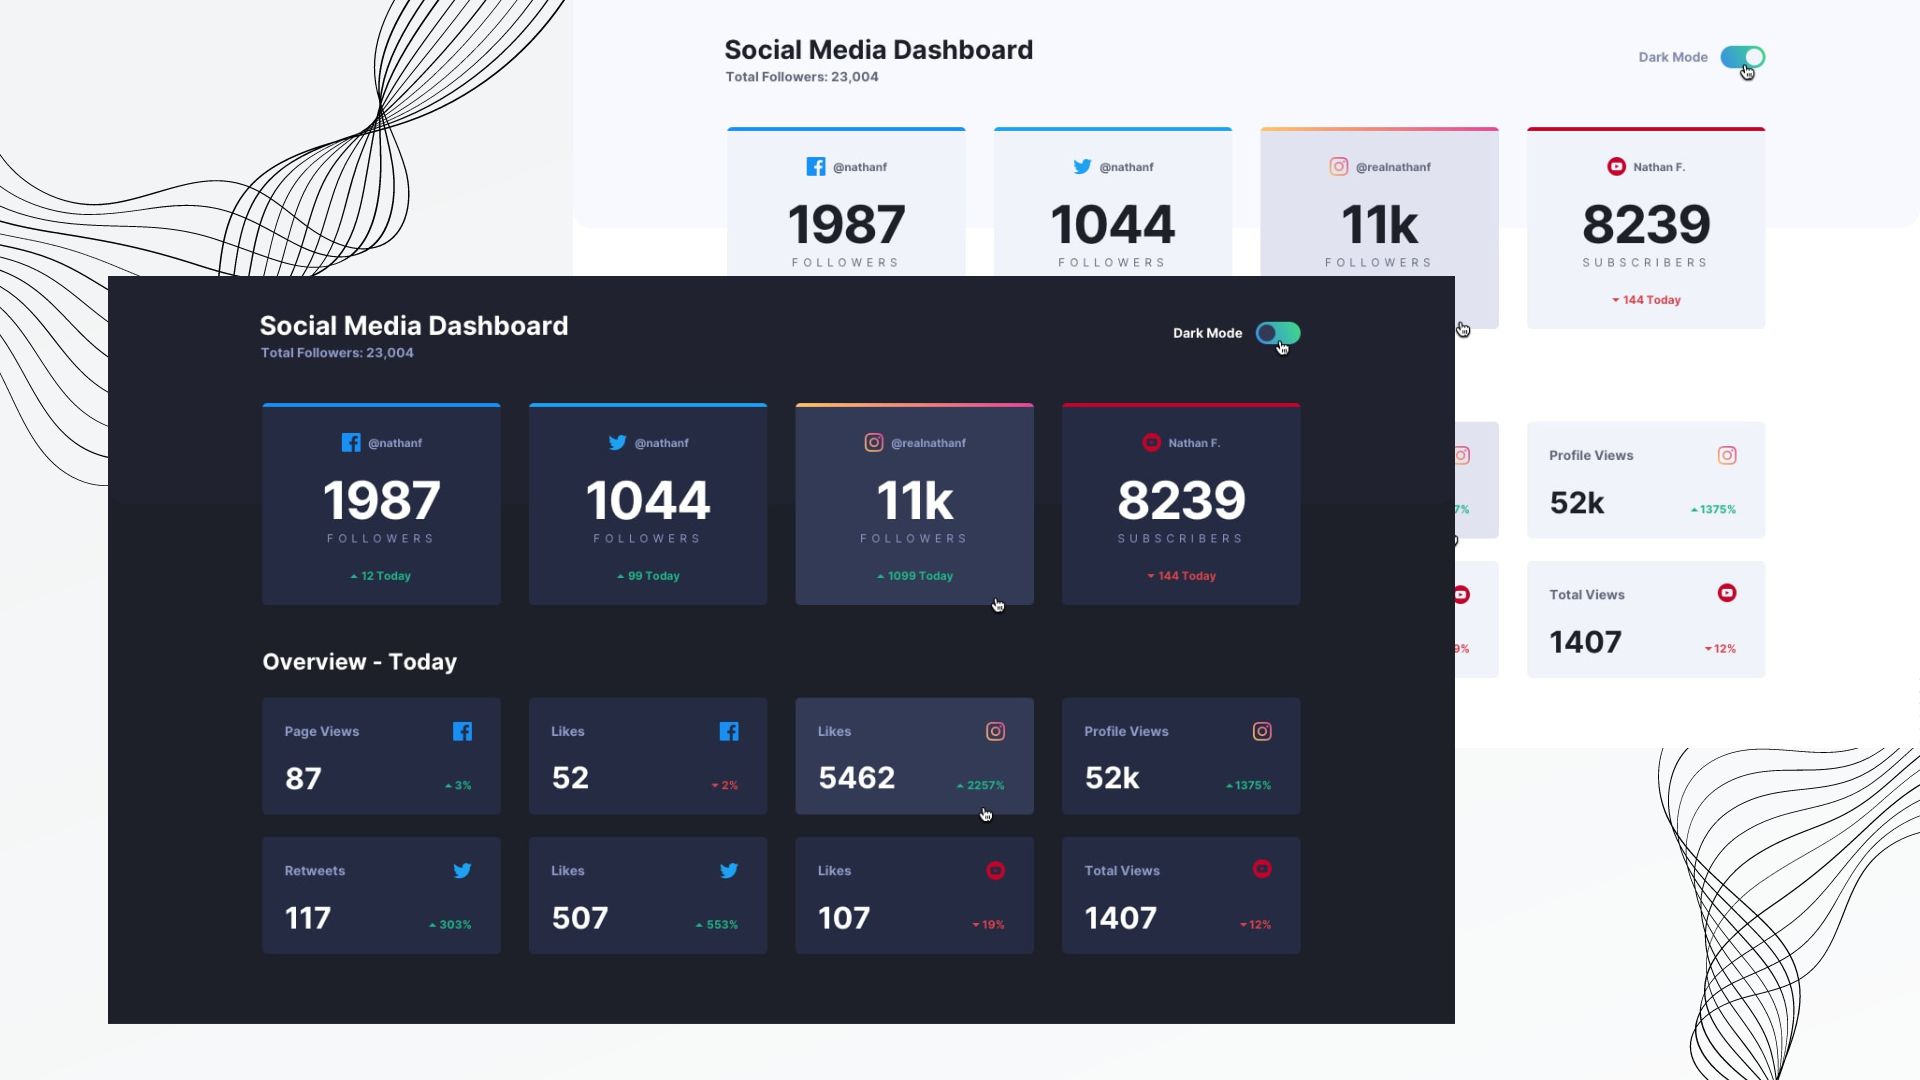 Social Media Dashboard
Total Followers: 23,004
Dark Mode
@nathanf
1987
FOLLOWERS
@nathanf
1044
FOLLOWERS
@realnathanf
11k
FOLLOWERS
Nathan F.
8239
SUBSCRIBERS
144 Today
7%
Profile Views
52k
1375%
9%
Total Views
1407
12%
Social Media Dashboard
Total Followers: 23,004
Dark Mode
@nathanf
1987
FOLLOWERS
12 Today
@nathanf
1044
FOLLOWERS
99 Today
@realnathanf
11k
FOLLOWERS
1099 Today
Nathan F.
8239
SUBSCRIBERS
144 Today
Overview - Today
Page Views
87
3%
Likes
52
2%
Likes
5462
2257%
Profile Views
52k
1375%
Retweets
117
303%
Likes
507
553%
Likes
107
19%
Total Views
1407
12%